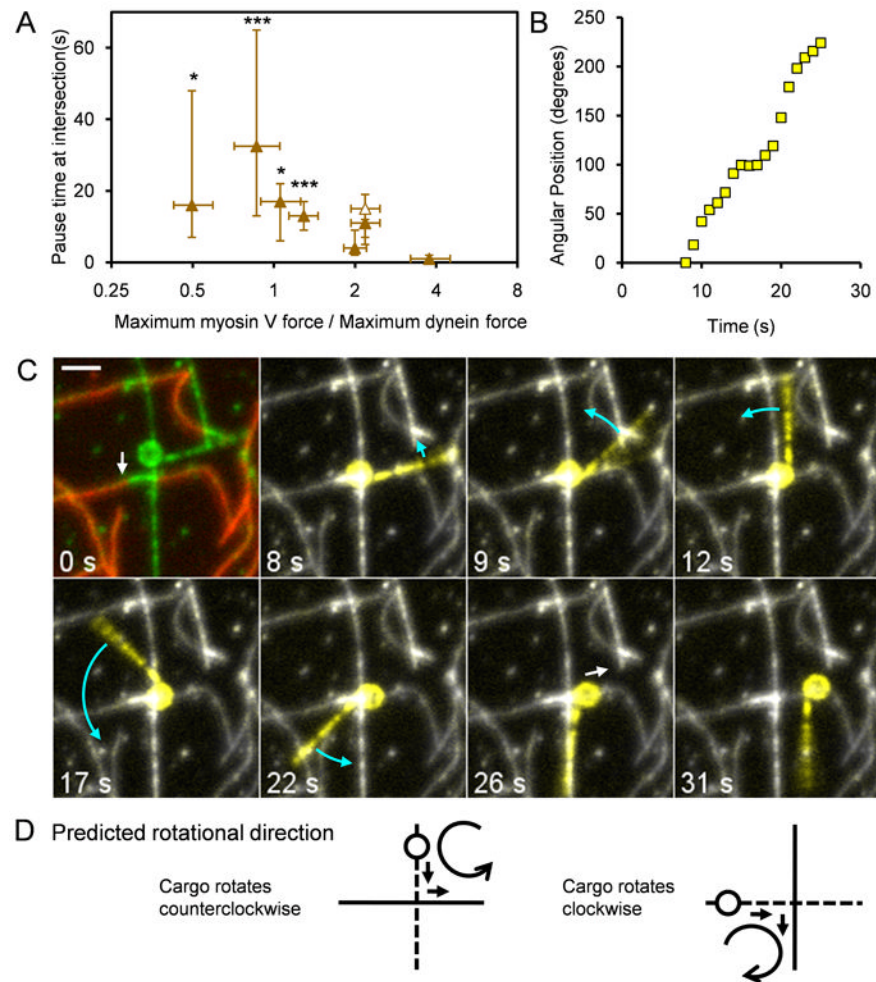 A
***
*
*
***
60
40
20
0
Pause time at intersection(s)
0.25 0.5 1 2 4 8
Maximum myosin V force / Maximum dynein force
B
250
200
150
100
50
0
Angular Position (degrees)
0 10 20 30
Time (s)
C
0 s
8 s
9 s
12 s
17 s
22 s
26 s
31 s
D Predicted rotational direction
Cargo rotates
counterclockwise
Cargo rotates
clockwise